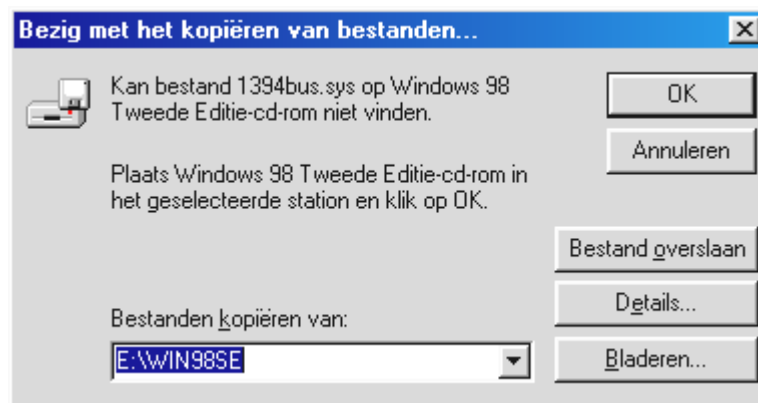 Bezig met het kopiëren van bestanden...
Kan bestand 1394bus.sys op Windows 98
Tweede Editie-cd-rom niet vinden.
Plaats Windows 98 Tweede Editie-cd-rom in
het geselecteerde station en klik op OK.
Bestanden kopiëren van:
E:\WIN98SE
OK
Annuleren
Bestand overslaan
Details...
Bladeren...